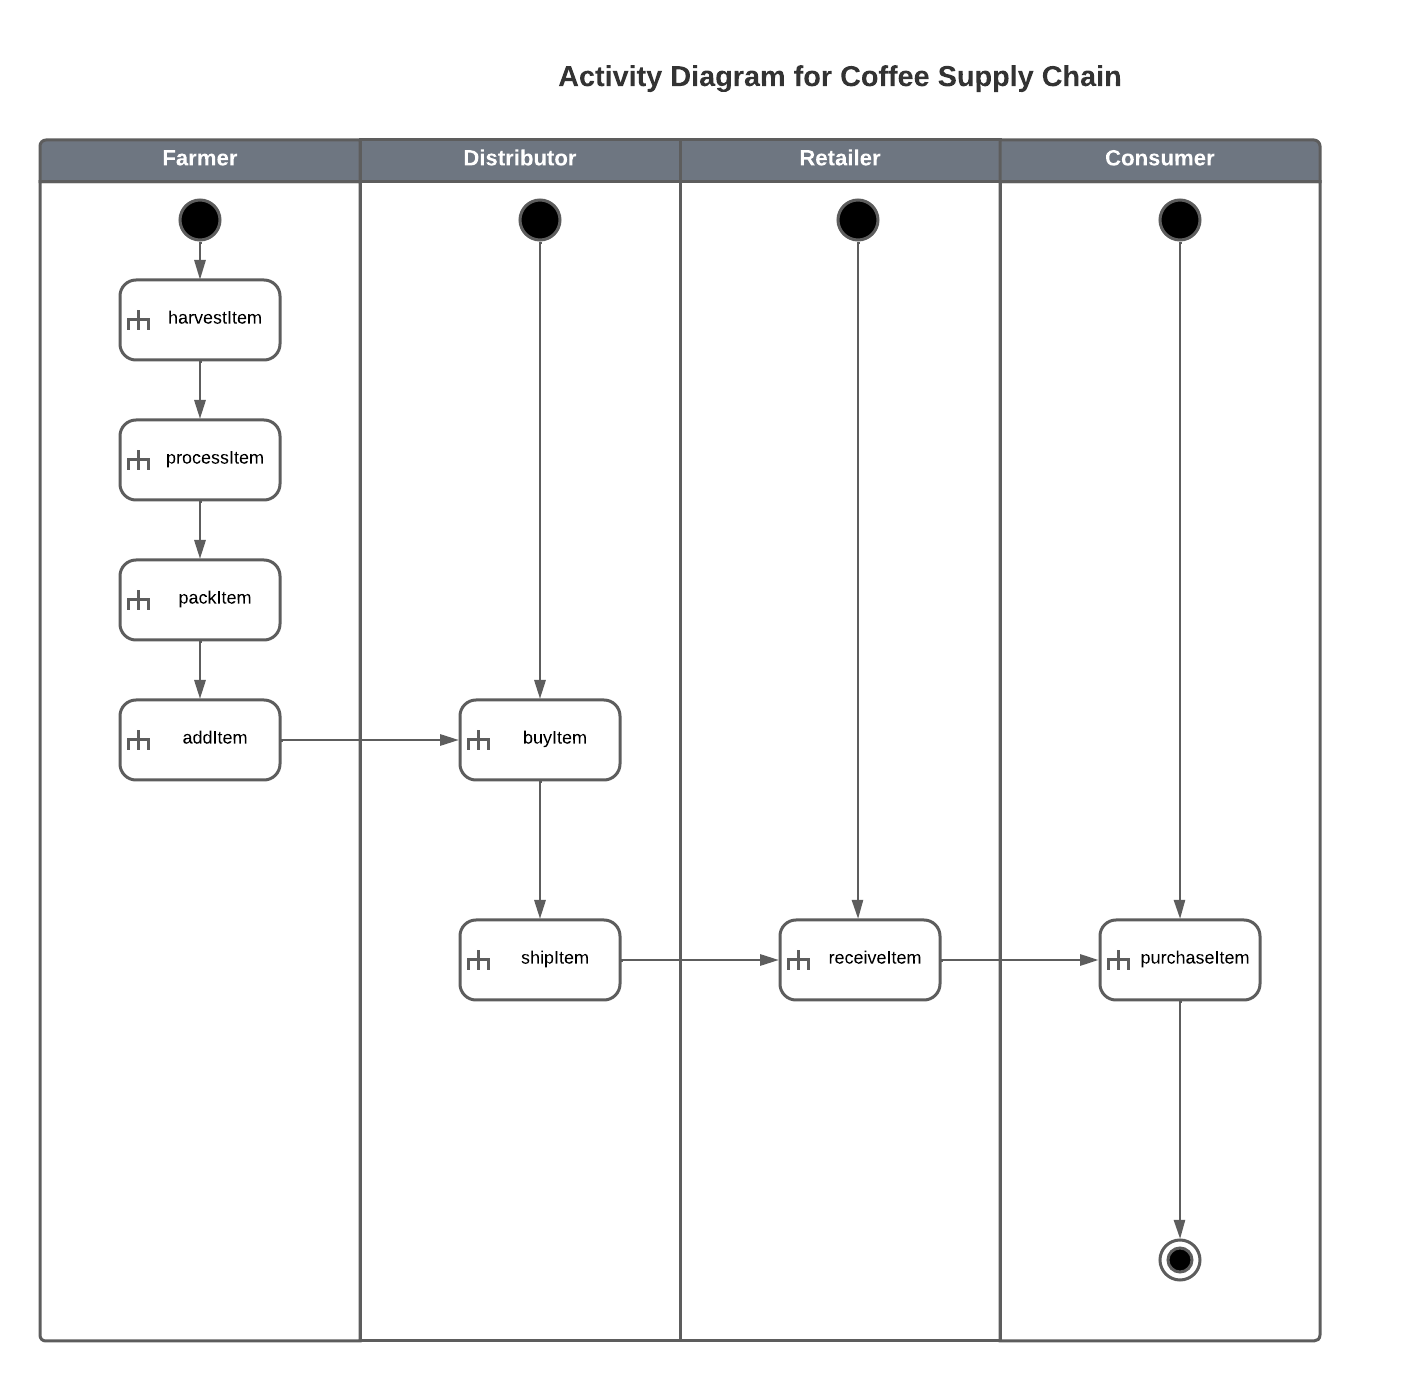 Activity Diagram for Coffee Supply Chain
Farmer
Distributor
Retailer
Consumer
harvestItem
processItem
packItem
addItem
buyItem
shipItem
receiveItem
purchaseItem